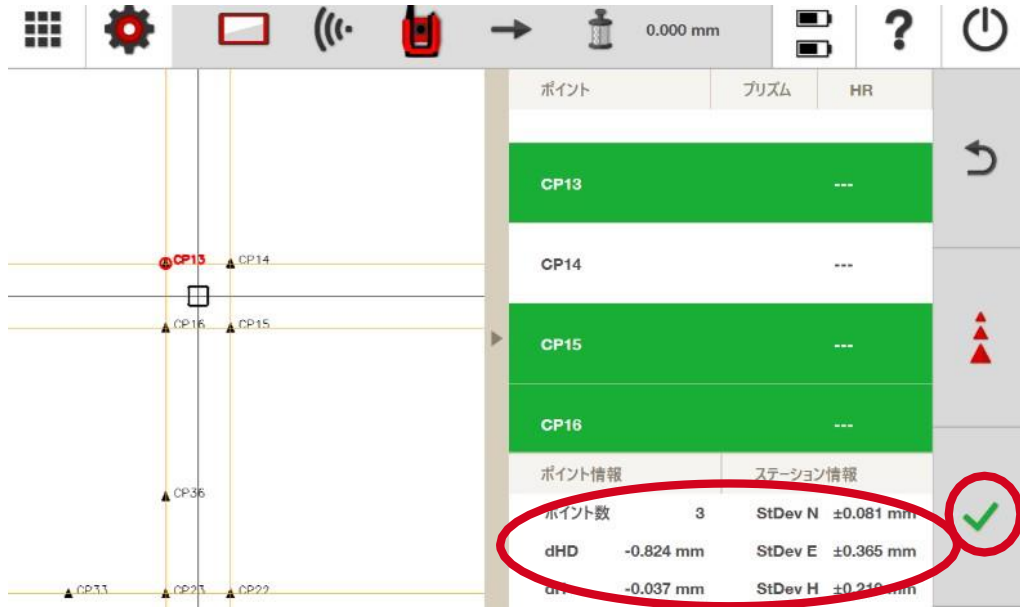 0.000 mm
?
ポイント プリズム HR
CP13 ---
CP14 ---
CP15 ---
CP16 ---
ポイント情報 ステーション情報
ポイント数 3 StDev N ±0.081 mm
dHD -0.824 mm StDev E ±0.365 mm
-0.037 mm StDev H mm
CP13 CP14
CP16 CP15
CP36
CP33 CP23 CP22